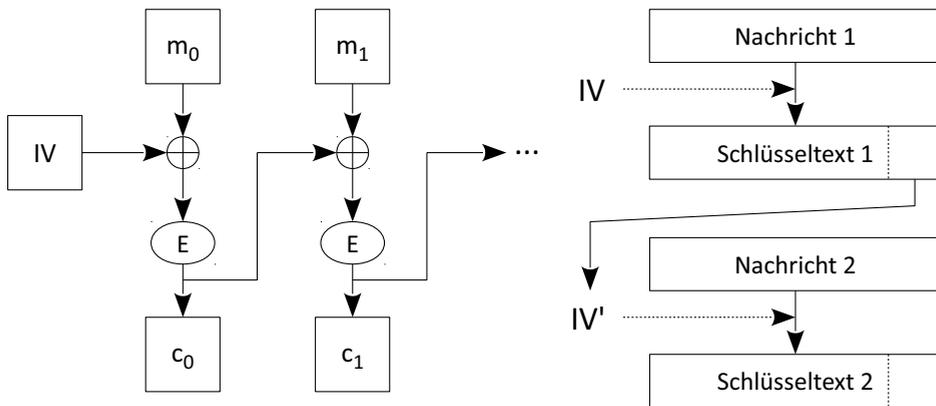 m₀
m₁
IV
E
E
...
c₀
c₁
Nachricht 1
IV
Schlüsseltext 1
Nachricht 2
IV'
Schlüsseltext 2